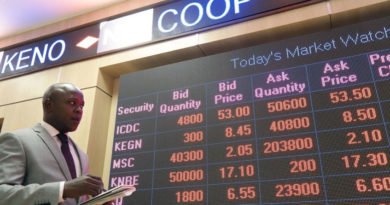 KENO COOP
Today's Market Watch
Security Bid Quantity Bid Price Ask Quantity Ask Price
ICDC 4800 53.00 50600 53.50
KEGN 300 8.45 40800 8.50
MSC 40300 2.05 203800 2.10
KNRE 50000 17.10 200 17.30
1800 6.55 23900 6.60